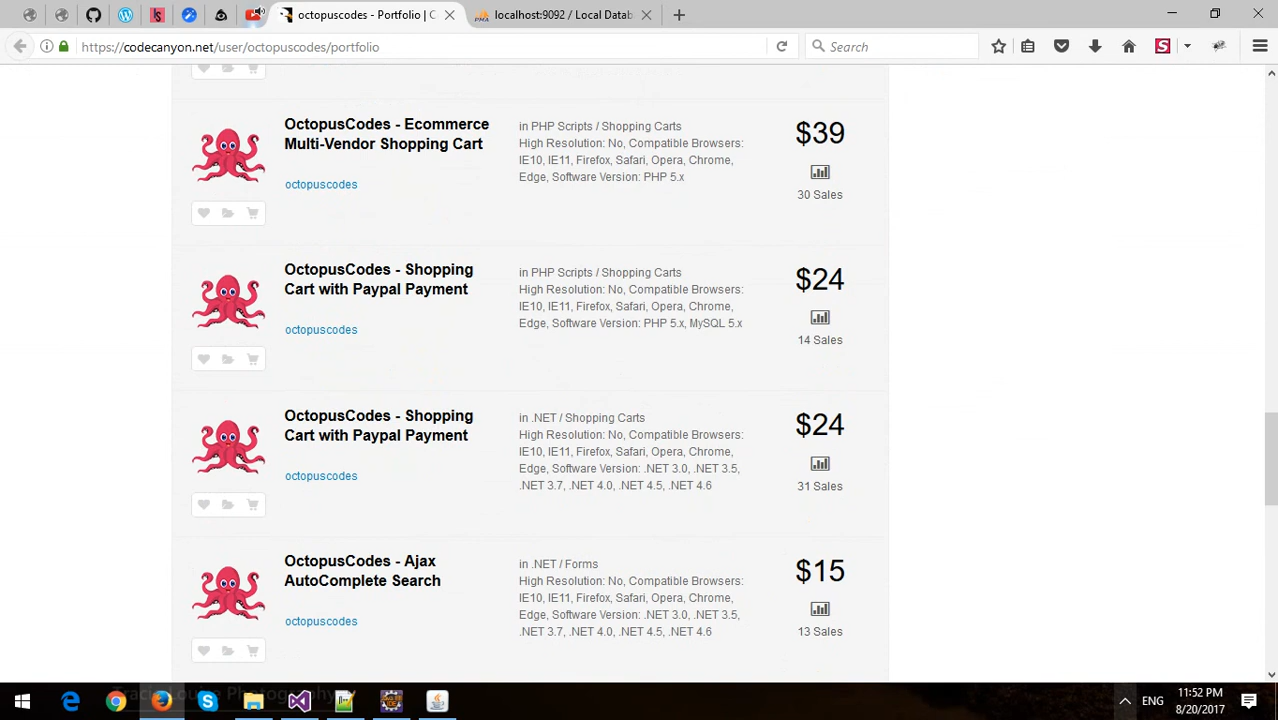 octopuscodes - Portfolio | C
localhost:9092 / Local Datab
https://codecanyon.net/user/octopuscodes/portfolio
Search
OctopusCodes - Ecommerce
Multi-Vendor Shopping Cart
octopuscodes
in PHP Scripts / Shopping Carts
High Resolution: No, Compatible Browsers:
IE10, IE11, Firefox, Safari, Opera, Chrome,
Edge, Software Version: PHP 5.x
$39
30 Sales
OctopusCodes - Shopping
Cart with Paypal Payment
octopuscodes
in PHP Scripts / Shopping Carts
High Resolution: No, Compatible Browsers:
IE10, IE11, Firefox, Safari, Opera, Chrome,
Edge, Software Version: PHP 5.x, MySQL 5.x
$24
14 Sales
OctopusCodes - Shopping
Cart with Paypal Payment
octopuscodes
in .NET / Shopping Carts
High Resolution: No, Compatible Browsers:
IE10, IE11, Firefox, Safari, Opera, Chrome,
Edge, Software Version: .NET 3.0, .NET 3.5,
.NET 3.7, .NET 4.0, .NET 4.5, .NET 4.6
$24
31 Sales
OctopusCodes - Ajax
AutoComplete Search
octopuscodes
in .NET / Forms
High Resolution: No, Compatible Browsers:
IE10, IE11, Firefox, Safari, Opera, Chrome,
Edge, Software Version: .NET 3.0, .NET 3.5,
.NET 3.7, .NET 4.0, .NET 4.5, .NET 4.6
$15
13 Sales
Photography
ENG
11:52 PM
8/20/2017